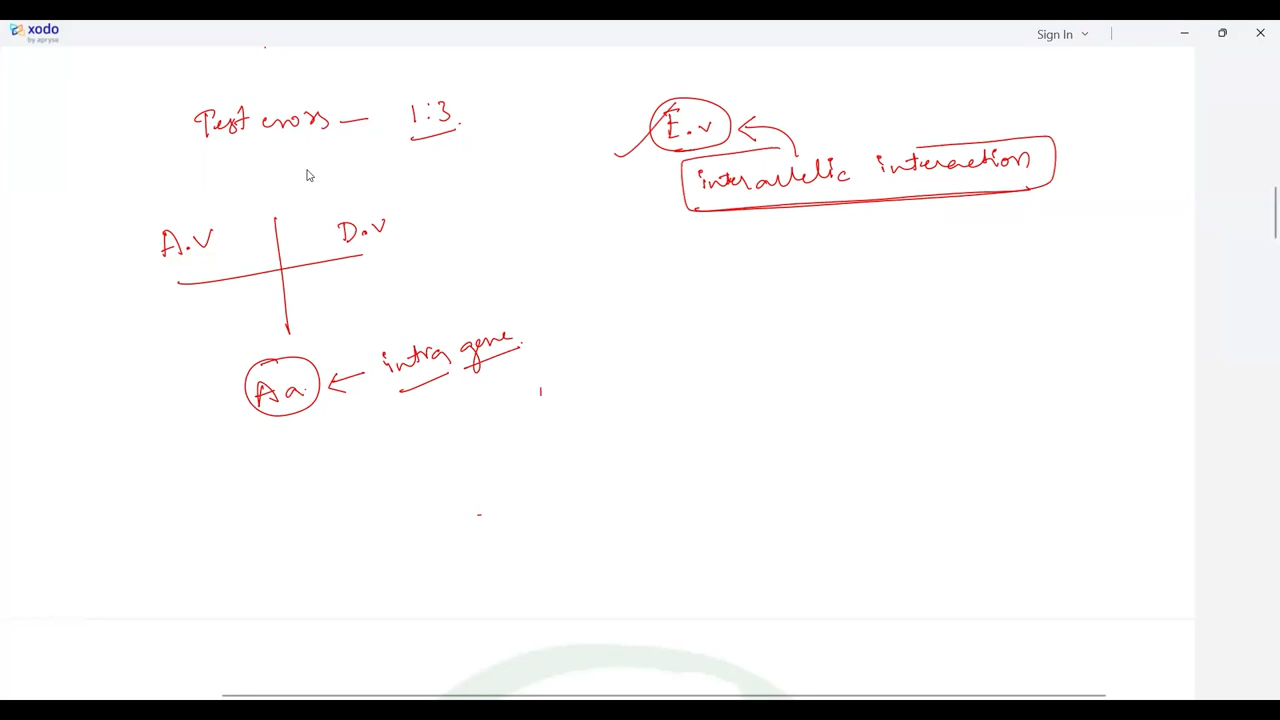 xodo
by apryse
Sign In
Test cross — 1:3.
E.v
interallelic interaction
A.V
D.V
Aa.
intra gene.